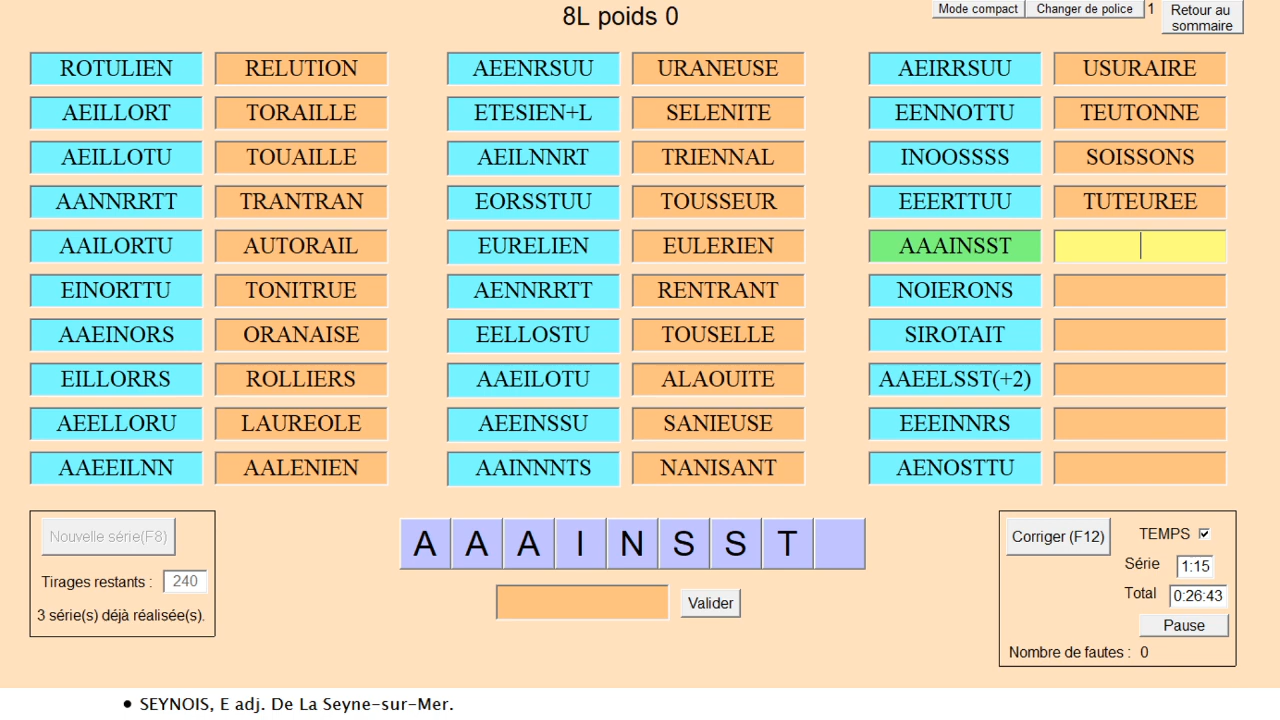 8L poids 0
Mode compact Changer de police 1 Retour au sommaire
ROTULIEN RELUTION AEENRSUU URANEUSE AEIRRSUU USURAIRE
AEILLORT TORAILLE ETESIEN+L SELENITE EENNOTTU TEUTONNE
AEILLOTU TOUAILLE AEILNNRT TRIENNAL INOOSSSS SOISSONS
AANNRRTT TRANTRAN EORSSTUU TOUSSEUR EEERTTUU TUTEUREE
AAILORTU AUTORAIL EURELIEN EULERIEN AAAINSST
EINORTTU TONITRUE AENNRRTT RENTRANT NOIERONS
AAEINORS ORANAISE EELLOSTU TOUSELLE SIROTAIT
EILLORRS ROLLIERS AAEILOTU ALAOUITE AAEELSST(+2)
AEELLORU LAUREOLE AEEINSSU SANIEUSE EEEINNRS
AAEEILNN AALENIEN AAINNNTS NANISANT AENOSTTU
Nouvelle série(F8)
Tirages restants : 240
3 série(s) déjà réalisée(s).
A A A I N S S T
Valider
Corriger (F12) TEMPS
Série 1:15
Total 0:26:43
Pause
Nombre de fautes : 0
• SEYNOIS, E adj. De La Seyne-sur-Mer.